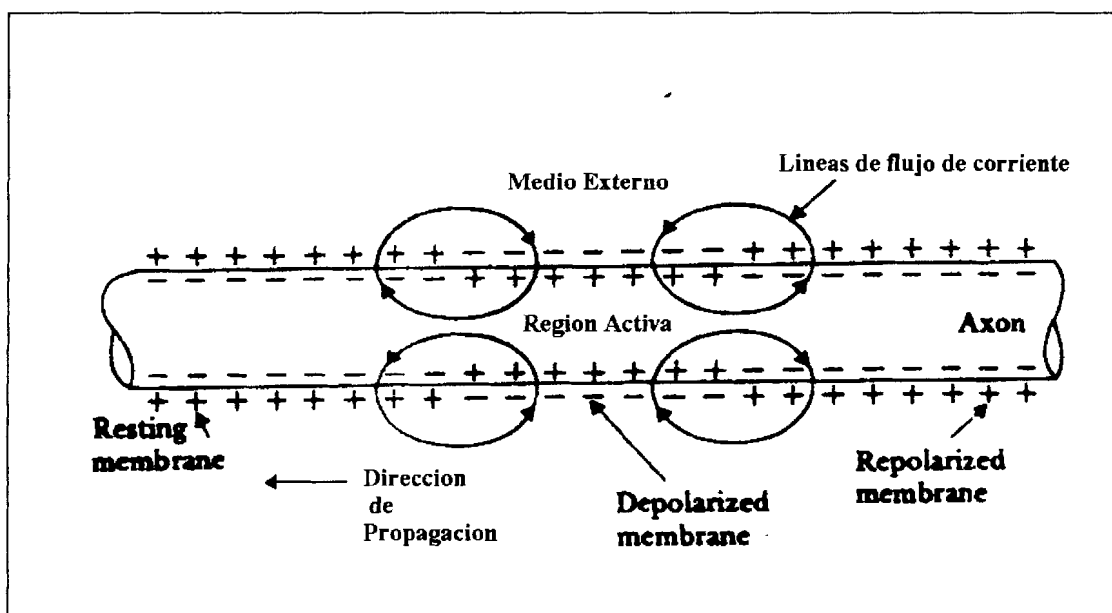 Lineas de flujo de corriente
Medio Externo
+ + + + + + + + + - - - - - - - + + + + + + + +
- - - - - - - - - + + + + + + + - - - - - - - -
Region Activa
Axon
- - - - - - - - - + + + + + + + - - - - - - - -
+ + + + + + + + + - - - - - - - + + + + + + + +
Resting
membrane
Direccion
de
Propagacion
Depolarized
membrane
Repolarized
membrane